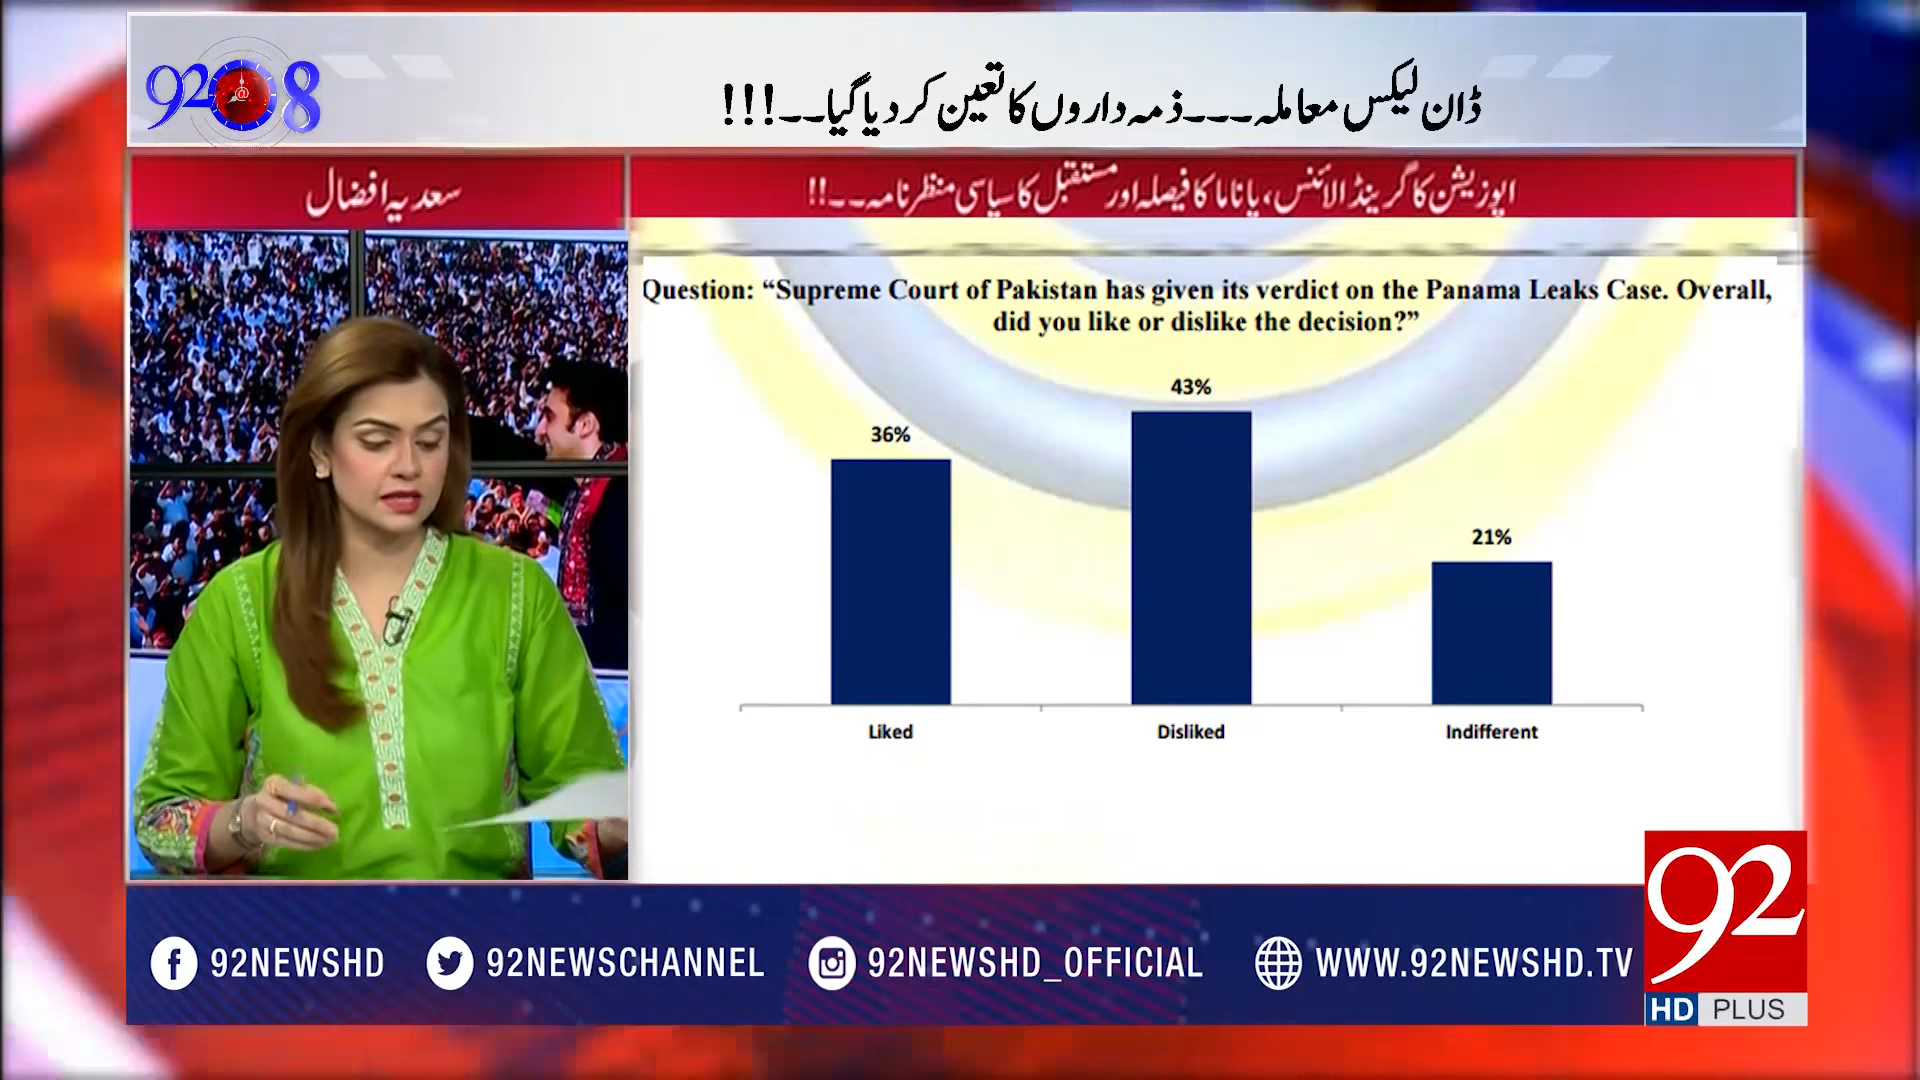 92@8
ڈان لیکس معاملہ ۔۔۔ ذمہ داروں کا تعین کر دیا گیا ۔۔!!!
سعدیہ افضال
اپوزیشن کا گرینڈ الائنس، پاناما کا فیصلہ اور مستقبل کا سیاسی منظر نامہ ۔۔۔!!
Question: “Supreme Court of Pakistan has given its verdict on the Panama Leaks Case. Overall,
did you like or dislike the decision?”
36%
43%
21%
Liked
Disliked
Indifferent
92NEWSHD
92NEWSCHANNEL
92NEWSHD_OFFICIAL
WWW.92NEWSHD.TV
92
HD PLUS